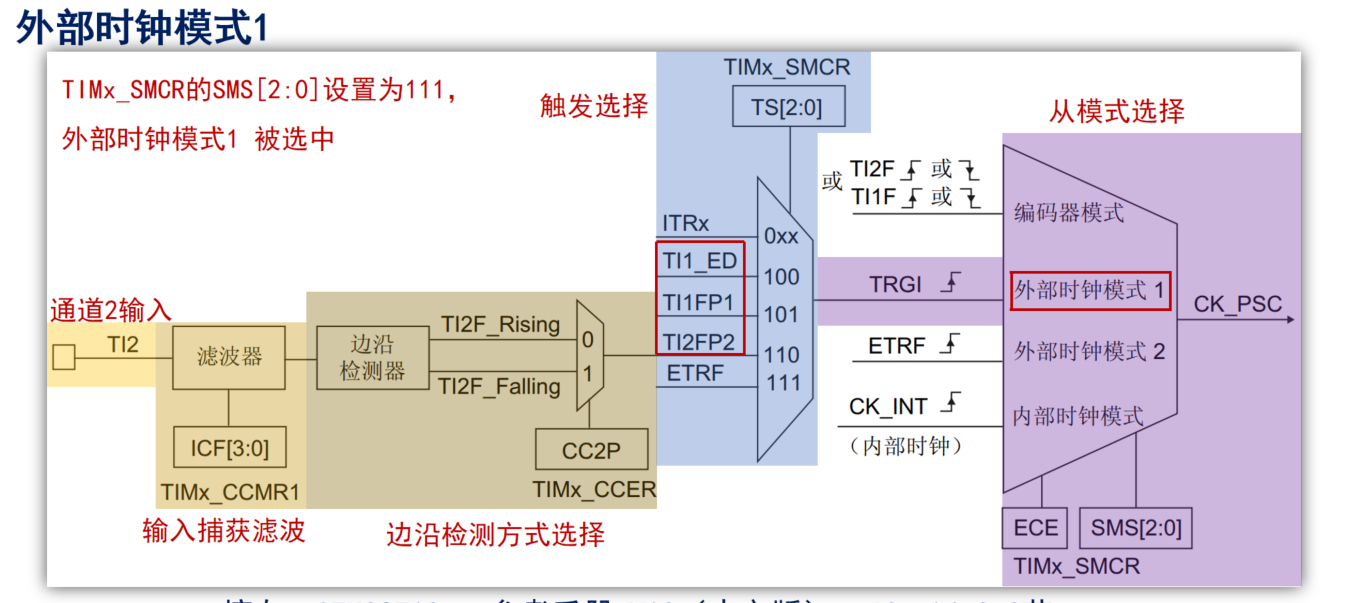 外部时钟模式1
TIMx_SMCR的SMS[2:0]设置为111,
外部时钟模式1 被选中
触发选择
TIMx_SMCR
TS[2:0]
从模式选择
或
TI2F 或
TI1F 或
编码器模式
ITRx
0xx
TI1_ED
100
TI1FP1
101
TI2FP2
110
ETRF
111
TRGI
外部时钟模式 1
CK_PSC
ETRF
外部时钟模式 2
CK_INT
(内部时钟)
内部时钟模式
通道2输入
TI2
滤波器
边沿
检测器
TI2F_Rising
0
TI2F_Falling
1
ICF[3:0]
TIMx_CCMR1
CC2P
TIMx_CCER
ECE
SMS[2:0]
TIMx_SMCR
输入捕获滤波
边沿检测方式选择